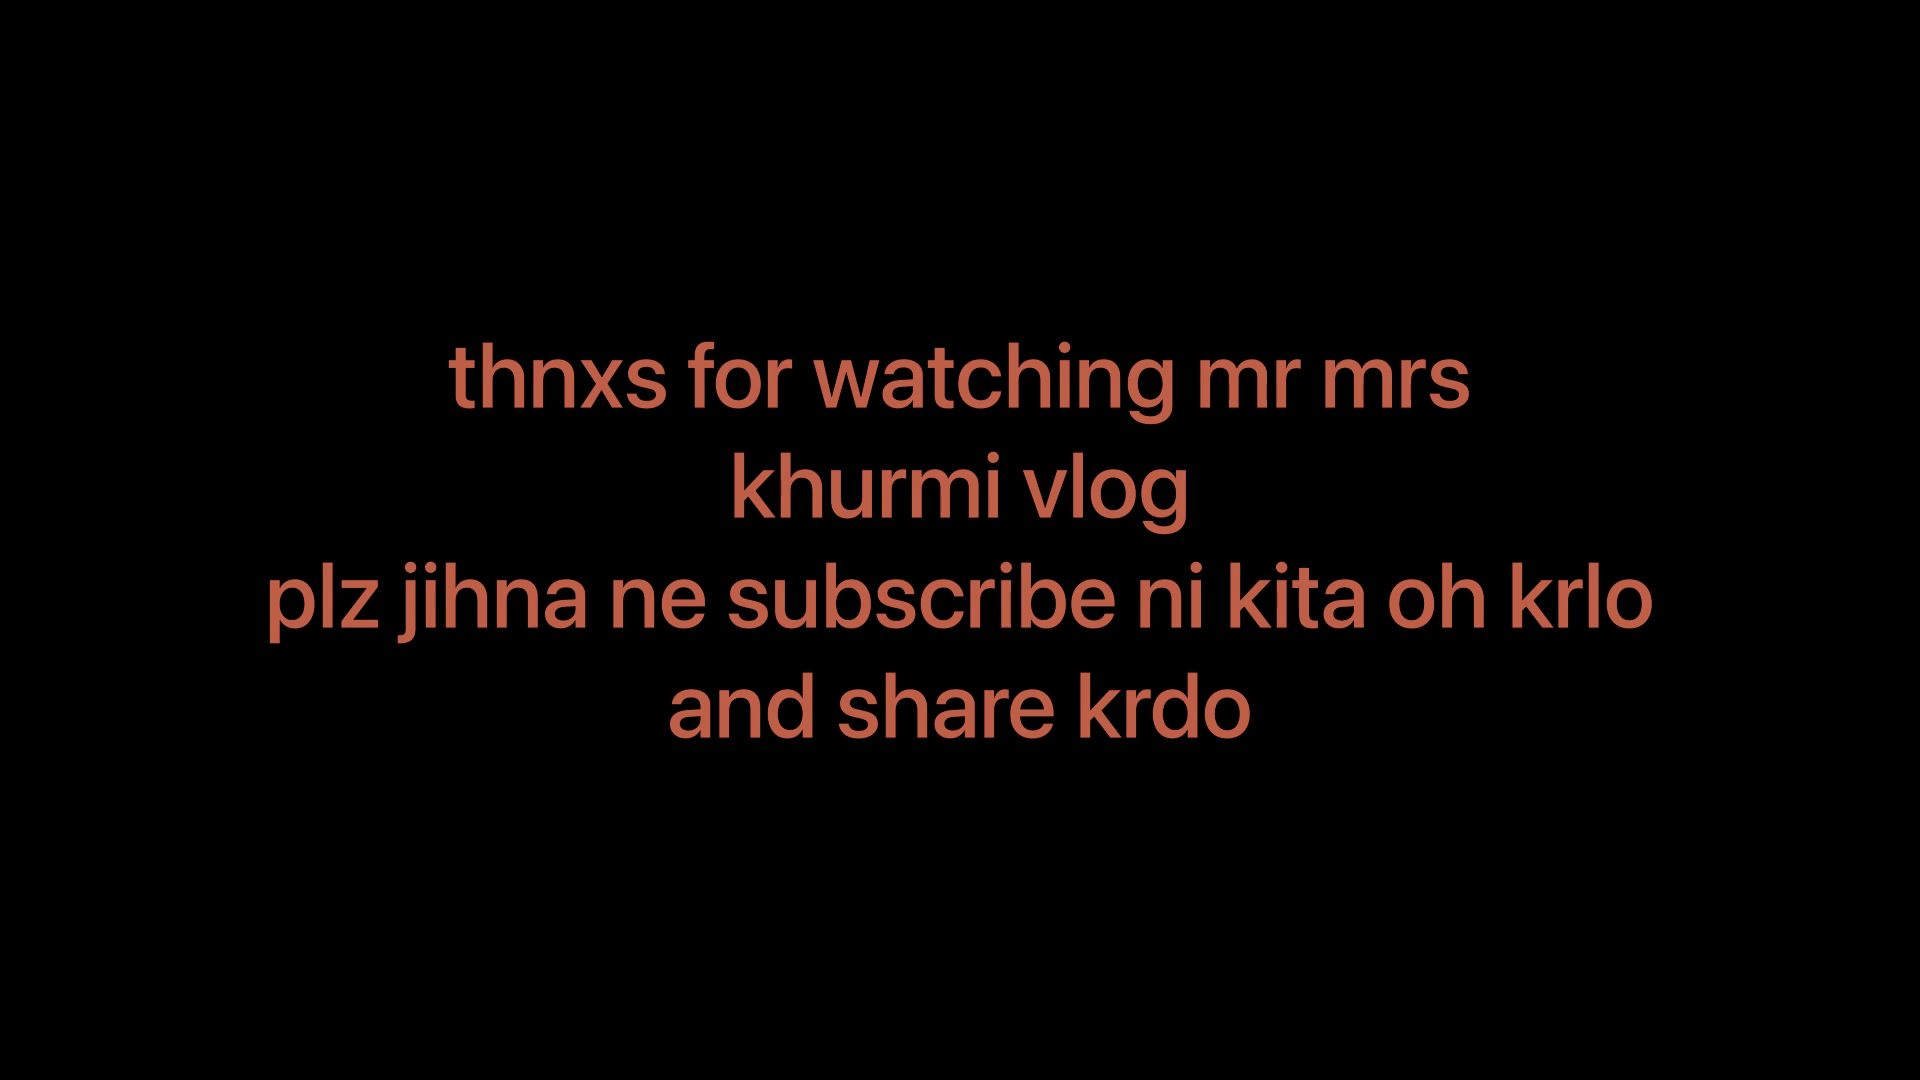 thnxs for watching mr mrs
khurmi vlog
plz jihna ne subscribe ni kita oh krlo
and share krdo